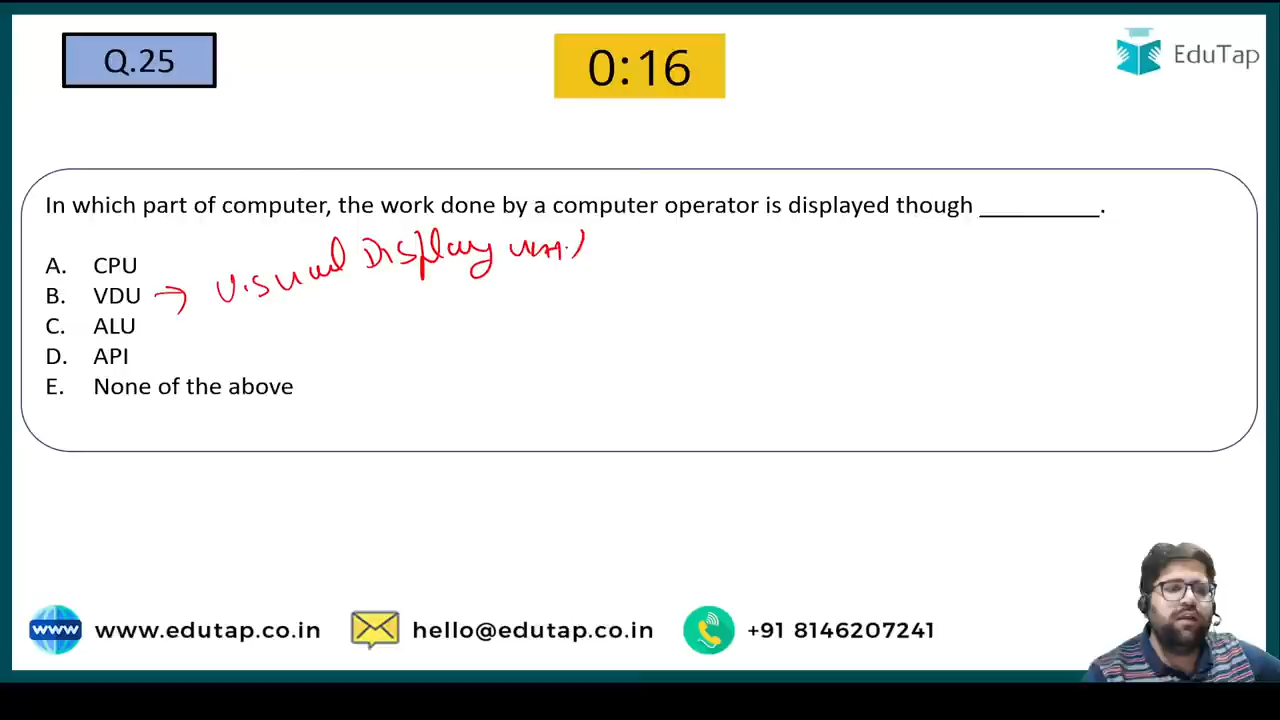 Q.25
0:16
EduTap
In which part of computer, the work done by a computer operator is displayed though _________.
A. CPU
B. VDU → Visual Display unit
C. ALU
D. API
E. None of the above
www www.edutap.co.in hello@edutap.co.in +91 8146207241